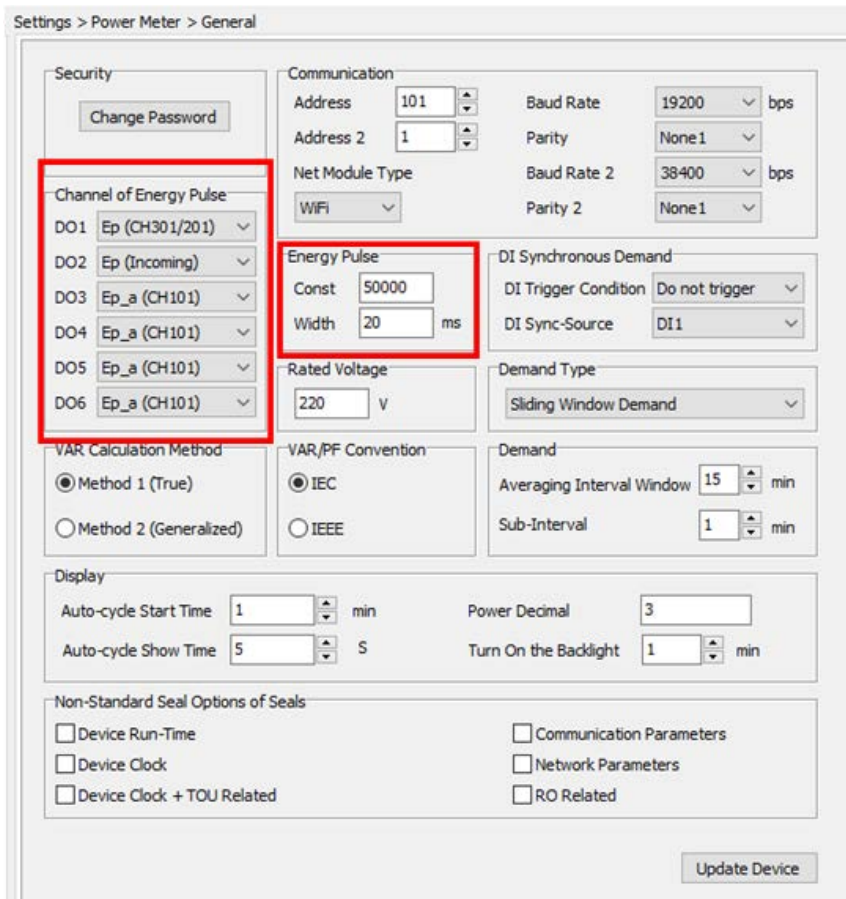 Settings > Power Meter > General
Security
Change Password
Communication
Address 101 Baud Rate 19200 bps
Address 2 1 Parity None1
Net Module Type Baud Rate 2 38400 bps
WiFi Parity 2 None1
Channel of Energy Pulse
DO1 Ep (CH301/201)
DO2 Ep (Incoming)
DO3 Ep_a (CH101)
DO4 Ep_a (CH101)
DO5 Ep_a (CH101)
DO6 Ep_a (CH101)
Energy Pulse
Const 50000
Width 20 ms
DI Synchronous Demand
DI Trigger Condition Do not trigger
DI Sync-Source DI1
Rated Voltage
220 V
Demand Type
Sliding Window Demand
VAR Calculation Method
Method 1 (True)
Method 2 (Generalized)
VAR/PF Convention
IEC
IEEE
Demand
Averaging Interval Window 15 min
Sub-Interval 1 min
Display
Auto-cycle Start Time 1 min Power Decimal 3
Auto-cycle Show Time 5 S Turn On the Backlight 1 min
Non-Standard Seal Options of Seals
Device Run-Time Communication Parameters
Device Clock Network Parameters
Device Clock + TOU Related RO Related
Update Device